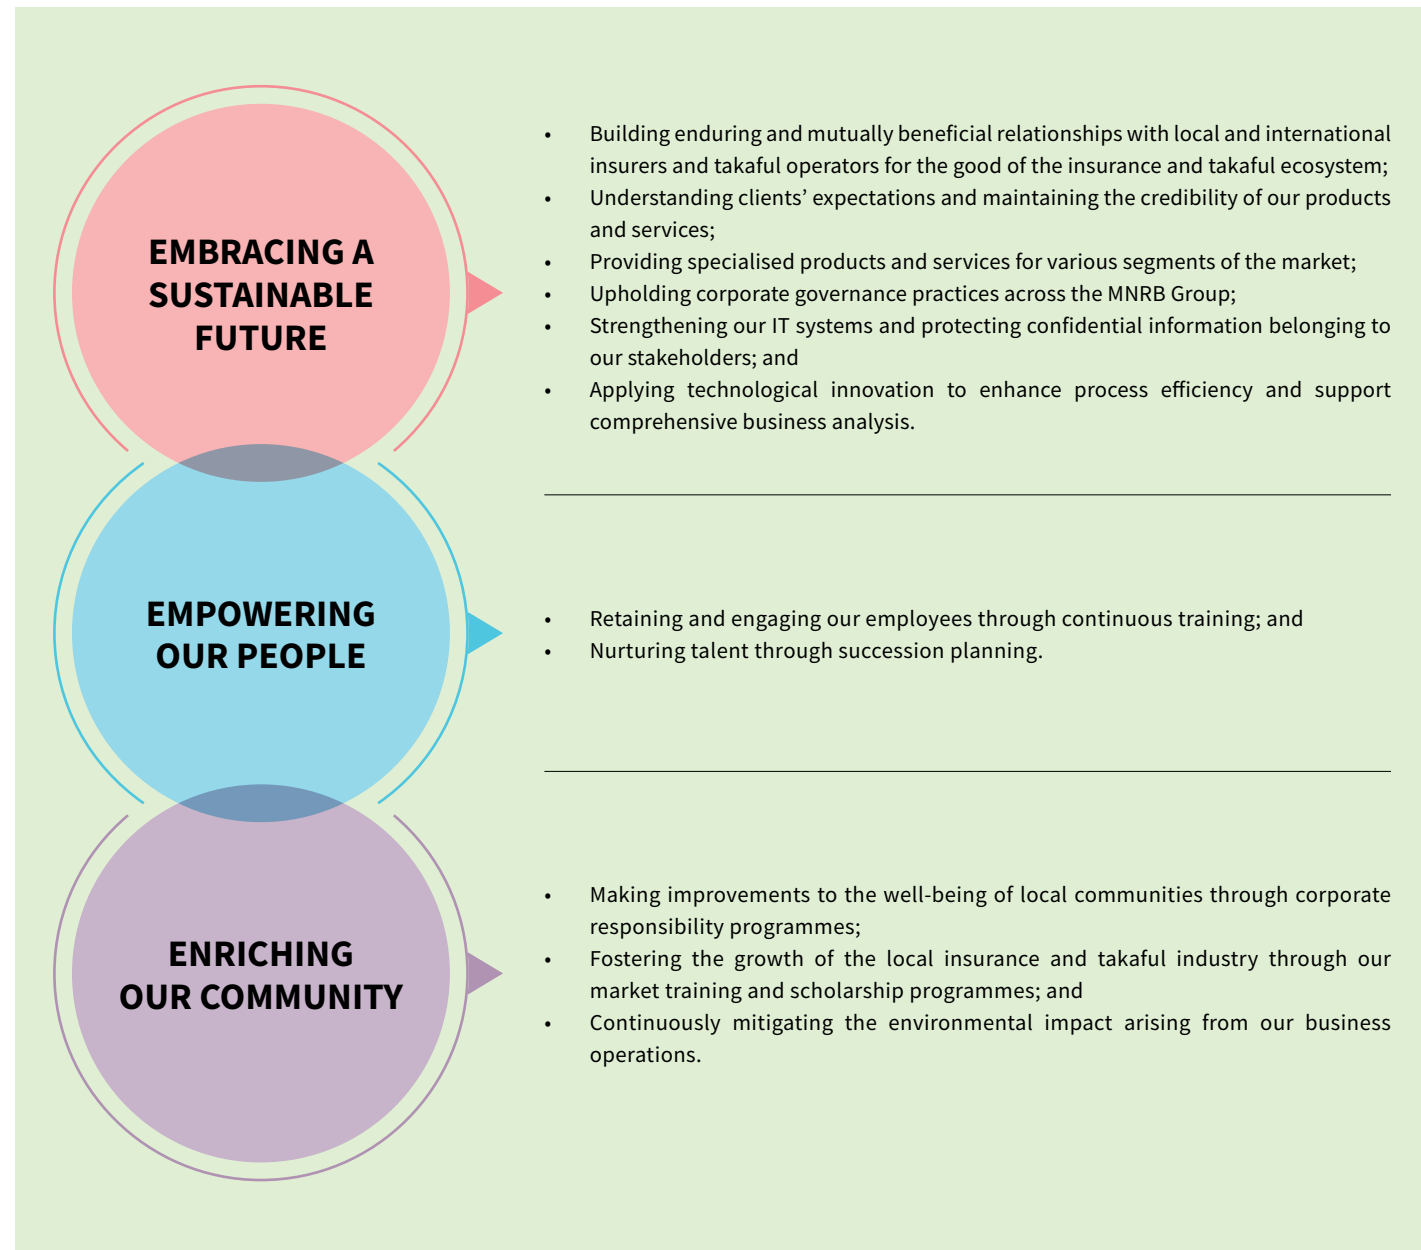 EMBRACING A
SUSTAINABLE
FUTURE
• Building enduring and mutually beneficial relationships with local and international
insurers and takaful operators for the good of the insurance and takaful ecosystem;
• Understanding clients’ expectations and maintaining the credibility of our products
and services;
• Providing specialised products and services for various segments of the market;
• Upholding corporate governance practices across the MNRB Group;
• Strengthening our IT systems and protecting confidential information belonging to
our stakeholders; and
• Applying technological innovation to enhance process efficiency and support
comprehensive business analysis.
EMPOWERING
OUR PEOPLE
• Retaining and engaging our employees through continuous training; and
• Nurturing talent through succession planning.
ENRICHING
OUR COMMUNITY
• Making improvements to the well-being of local communities through corporate
responsibility programmes;
• Fostering the growth of the local insurance and takaful industry through our
market training and scholarship programmes; and
• Continuously mitigating the environmental impact arising from our business
operations.